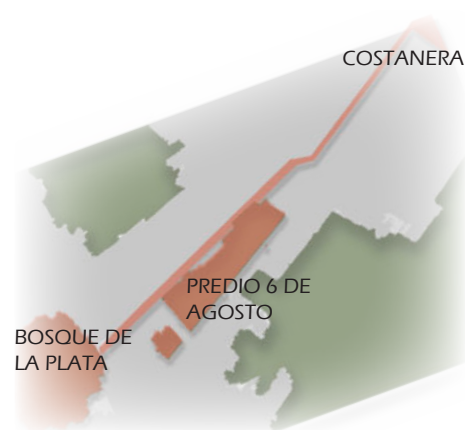 COSTANERA
PREDIO 6 DE
AGOSTO
BOSQUE DE
LA PLATA